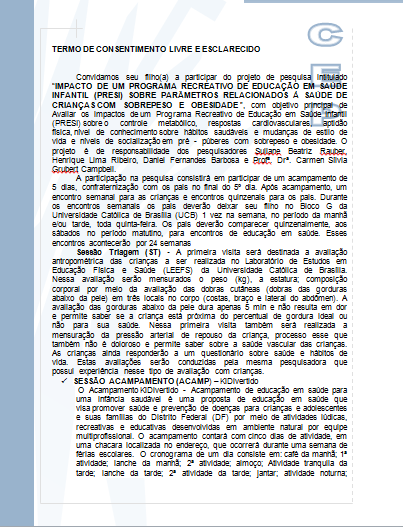 CE
TERMO DE CONSENTIMENTO LIVRE E ESCLARECIDO
Convidamos seu filho(a) a participar do projeto de pesquisa intitulado
"IMPACTO DE UM PROGRAMA RECREATIVO DE EDUCAÇÃO EM SAÚDE
INFANTIL (PRESI) SOBRE PARÂMETROS RELACIONADOS À SAÚDE DE
CRIANÇAS COM SOBREPESO E OBESIDADE", com objetivo principal de
Avaliar os Impactos de um Programa Recreativo de Educação em Saúde Infantil
(PRESI) sobre o controle metabólico, respostas cardiovasculares, aptidão
física, nível de conhecimento sobre hábitos saudáveis e mudanças de estilo de
vida e níveis de socialização em pré - púberes com sobrepeso e obesidade. O
projeto é de responsabilidade dos pesquisadores Suliane Beatriz Rauber,
Henrique Lima Ribeiro, Daniel Fernandes Barbosa e Profª. Drª. Carmen Silvia
Grubert Campbell.
A participação na pesquisa consistirá em participar de um acampamento de
5 dias, confraternização com os pais no final do 5º dia. Após acampamento, um
encontro semanal para as crianças e encontros quinzenais para os pais. Durante
os encontros semanais os pais deverão deixar seu filho no Bloco G da
Universidade Católica de Brasília (UCB) 1 vez na semana, no período da manhã
e/ou tarde, toda quinta-feira. Os pais deverão comparecer quinzenalmente, aos
sábados no período matutino, para encontros de educação em saúde. Esses
encontros acontecerão por 24 semanas
Sessão Triagem (ST) - A primeira visita será destinada a avaliação
antropométrica das crianças a ser realizada no Laboratório de Estudos em
Educação Física e Saúde (LEEFS) da Universidade Católica de Brasília.
Nessa avaliação serão mensurados o peso (kg), a estatura; composição
corporal por meio da avaliação das dobras cutâneas (dobras das gorduras
abaixo da pele) em três locais no corpo (costas, braço e lateral do abdômen). A
avaliação das gorduras abaixo da pele dura apenas 5 min e não resulta em dor
e permite saber se a criança está próxima do percentual de gordura ideal ou
não para sua saúde. Nessa primeira visita também será realizada a
mensuração da pressão arterial de repouso da criança, processo esse que
também não é doloroso e permite saber sobre a saúde vascular das crianças.
As crianças ainda responderão a um questionário sobre saúde e hábitos de
vida. Estas avaliações serão conduzidas pela mesma pesquisadora que
possui experiência nesse tipo de avaliação com crianças.
✓ SESSÃO ACAMPAMENTO (ACAMP) – KIDivertido
O Acampamento KIDivertido - Acampamento de educação em saúde para
uma infância saudável é uma proposta de educação em saúde que
visa promover saúde e prevenção de doenças para crianças e adolescentes
e suas famílias do Distrito Federal (DF) por meio de atividades lúdicas,
recreativas e educativas desenvolvidas em ambiente natural por equipe
multiprofissional. O acampamento contará com cinco dias de atividade, em
uma chacara localizada no endereço, que ocorrerá durante uma semana de
férias escolares. O cronograma de um dia consiste em: café da manhã; 1ª
atividade; lanche da manhã; 2ª atividade; almoço; Atividade tranquila da
tarde; lanche da tarde; 2ª atividade da tarde; jantar; atividade noturna;